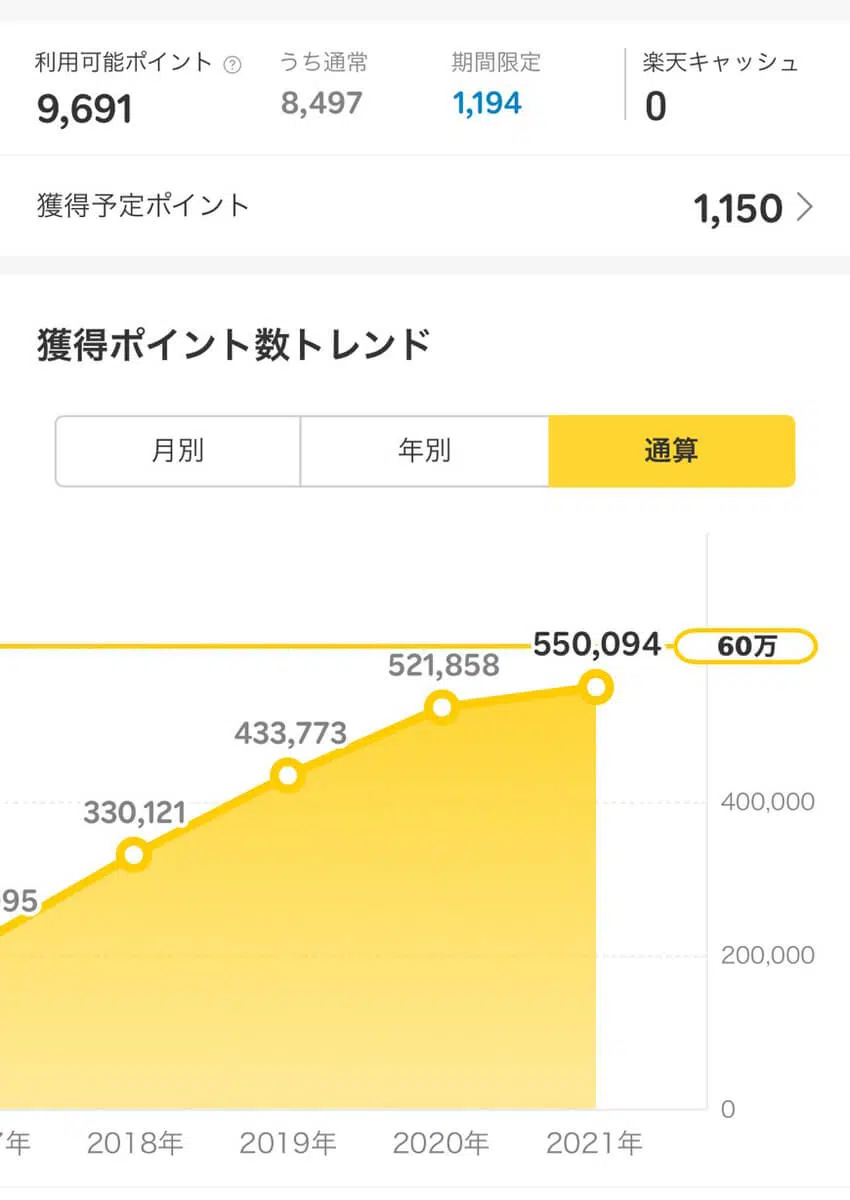 利用可能ポイント ? うち通常 期間限定 楽天キャッシュ
9,691 8,497 1,194 0
獲得予定ポイント 1,150
獲得ポイント数トレンド
月別 年別 通算
550,094 60万
521,858
433,773
330,121 400,000
95
200,000
0
年 2018年 2019年 2020年 2021年